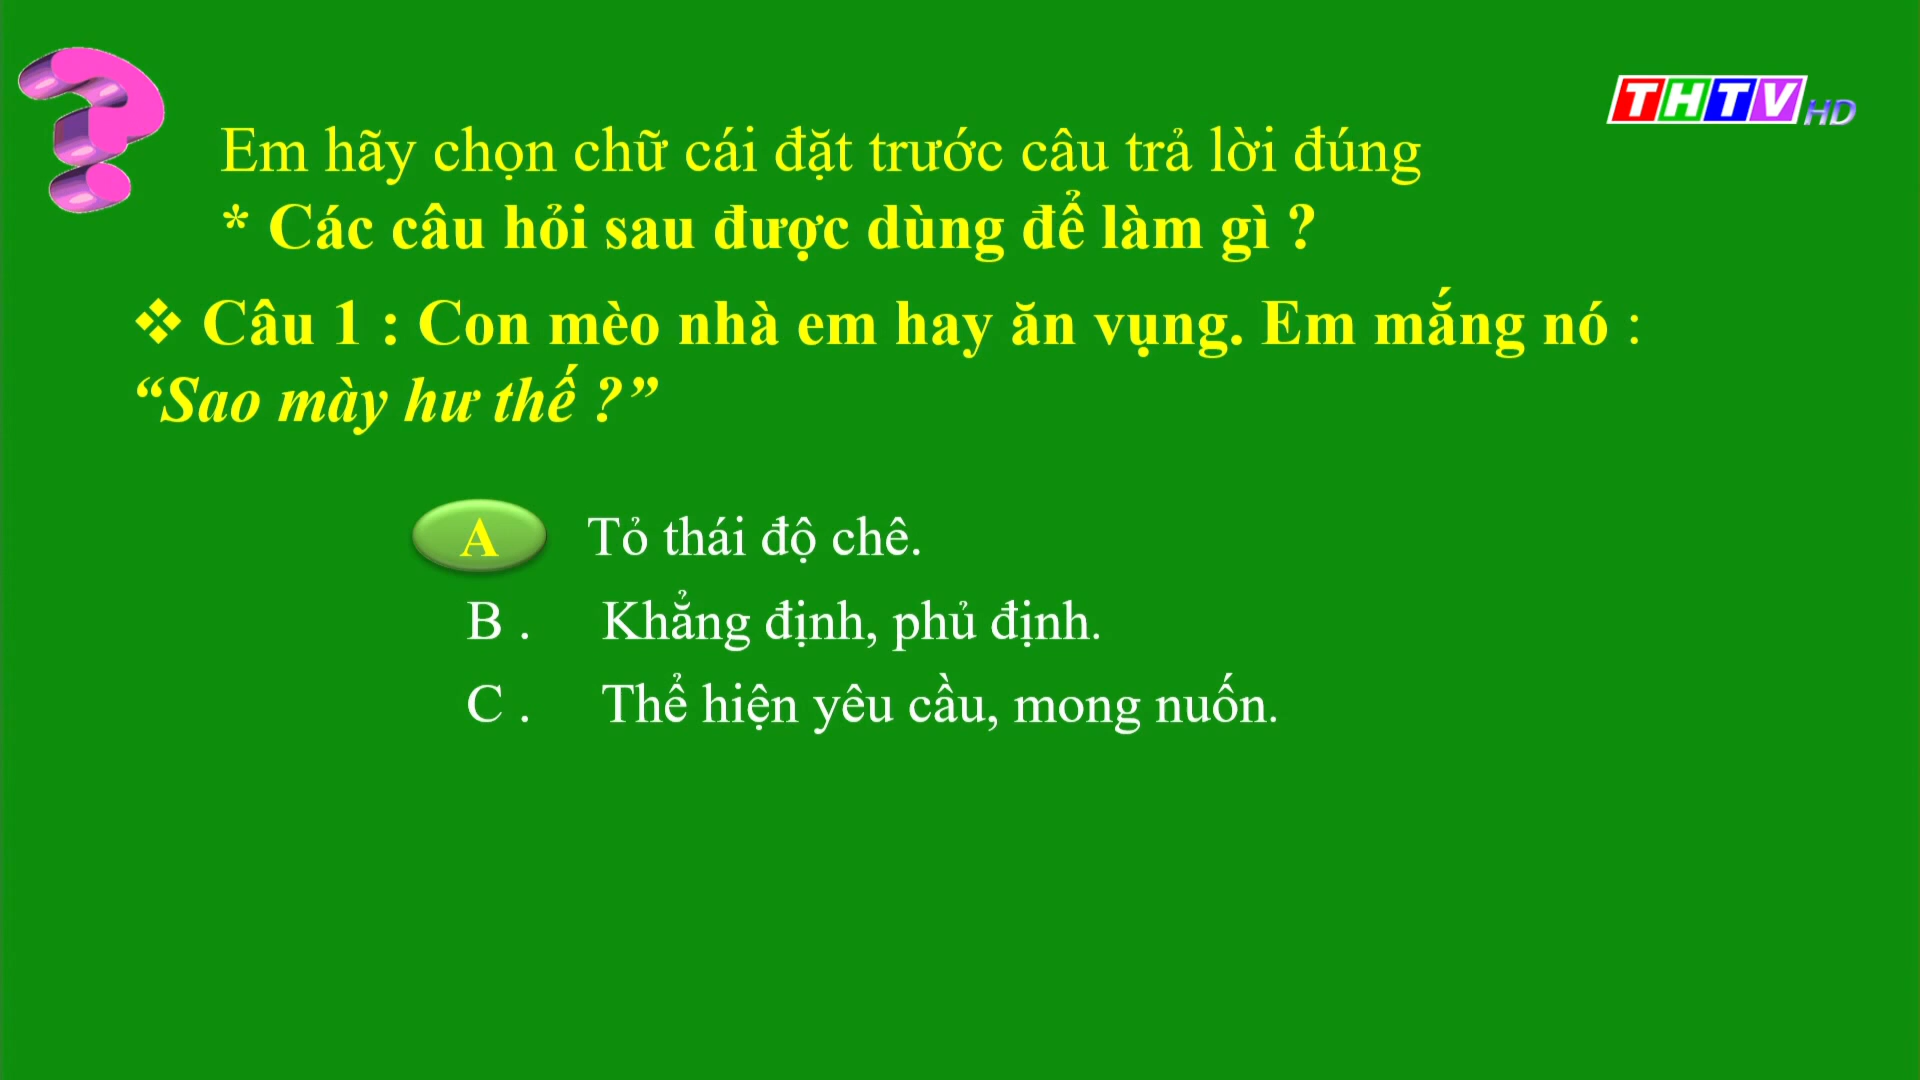 THTV HD
Em hãy chọn chữ cái đặt trước câu trả lời đúng
* Các câu hỏi sau được dùng để làm gì ?
❖ Câu 1 : Con mèo nhà em hay ăn vụng. Em mắng nó :
“Sao mày hư thế ?”
A Tỏ thái độ chê.
B . Khẳng định, phủ định.
C . Thể hiện yêu cầu, mong nuốn.